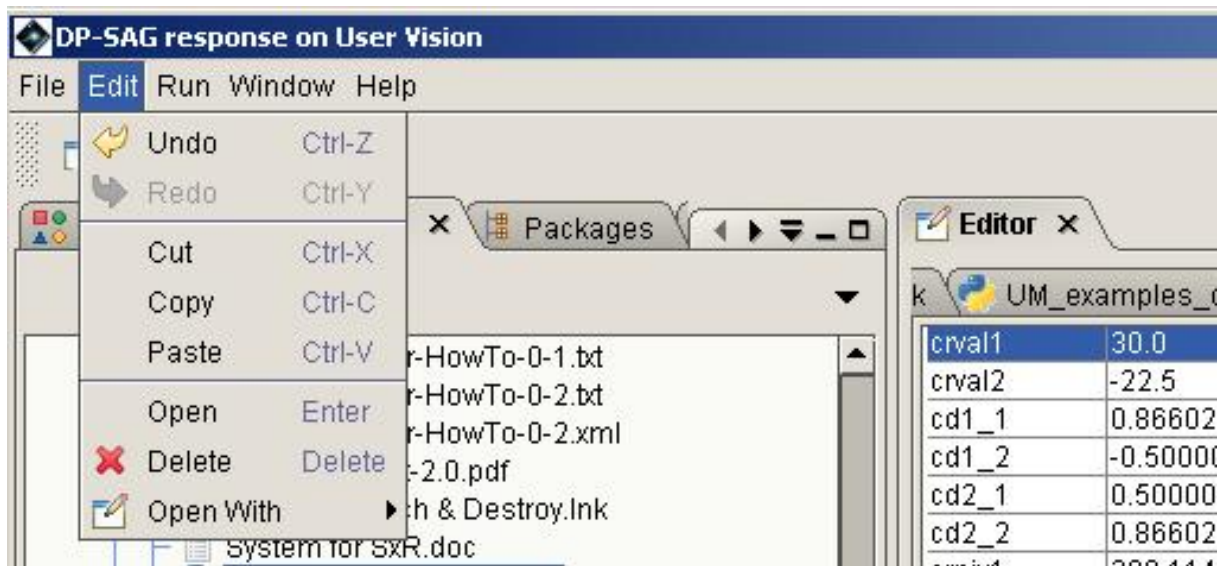 DP-SAG response on User Vision
File Edit Run Window Help
Undo Ctrl-Z
Redo Ctrl-Y
Cut Ctrl-X
Copy Ctrl-C
Paste Ctrl-V
Open Enter
Delete Delete
Open With
Packages
r-HowTo-0-1.txt
r-HowTo-0-2.txt
r-HowTo-0-2.xml
-2.0.pdf
h & Destroy.lnk
System for SxR.doc
Editor
k UM_examples_
crval1 30.0
crval2 -22.5
cd1_1 0.86602
cd1_2 -0.50000
cd2_1 0.50000
cd2_2 0.86602